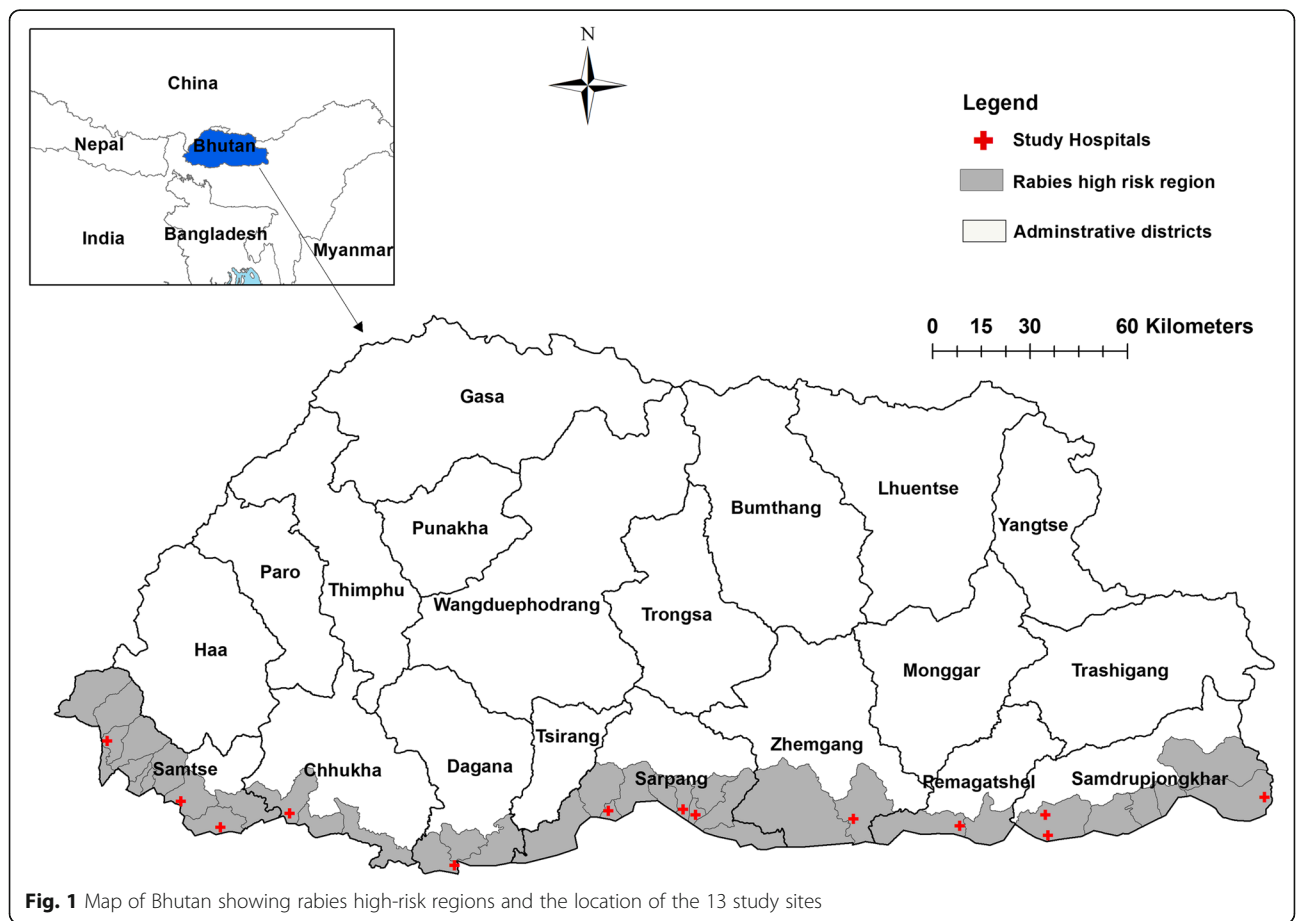 N
China
Nepal
Bhutan
India
Bangladesh
Myanmar
Legend
Study Hospitals
Rabies high risk region
Adminstrative districts
0 15 30 60 Kilometers
Gasa
Punakha
Bumthang
Lhuentse
Yangtse
Paro
Thimphu
Wangduephodrang
Trongsa
Haa
Monggar
Trashigang
Tsirang
Zhemgang
Samtse
Chhukha
Dagana
Sarpang
Pemagatshel
Samdrupjongkhar
Fig. 1 Map of Bhutan showing rabies high-risk regions and the location of the 13 study sites